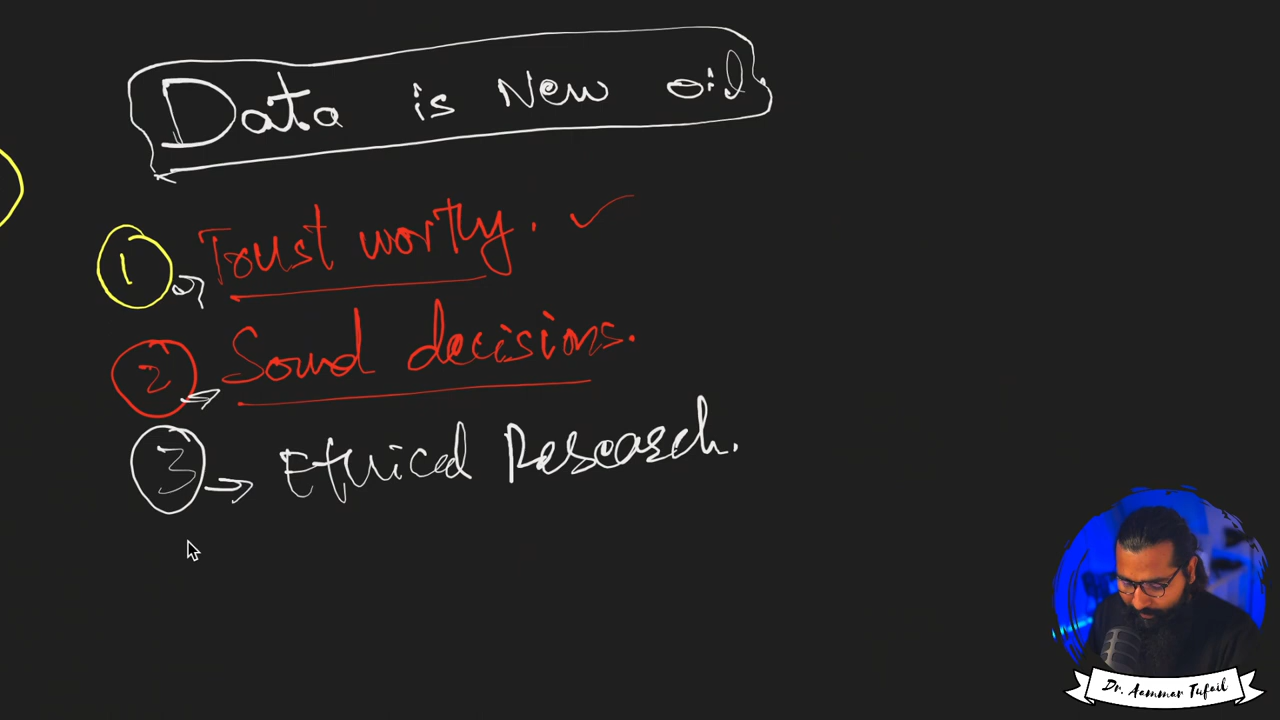 Data is New oil
1 Trust worthy. ✓
2 → Sound decisions.
3 → Ethical Research.
Dr. Aammar Tufail